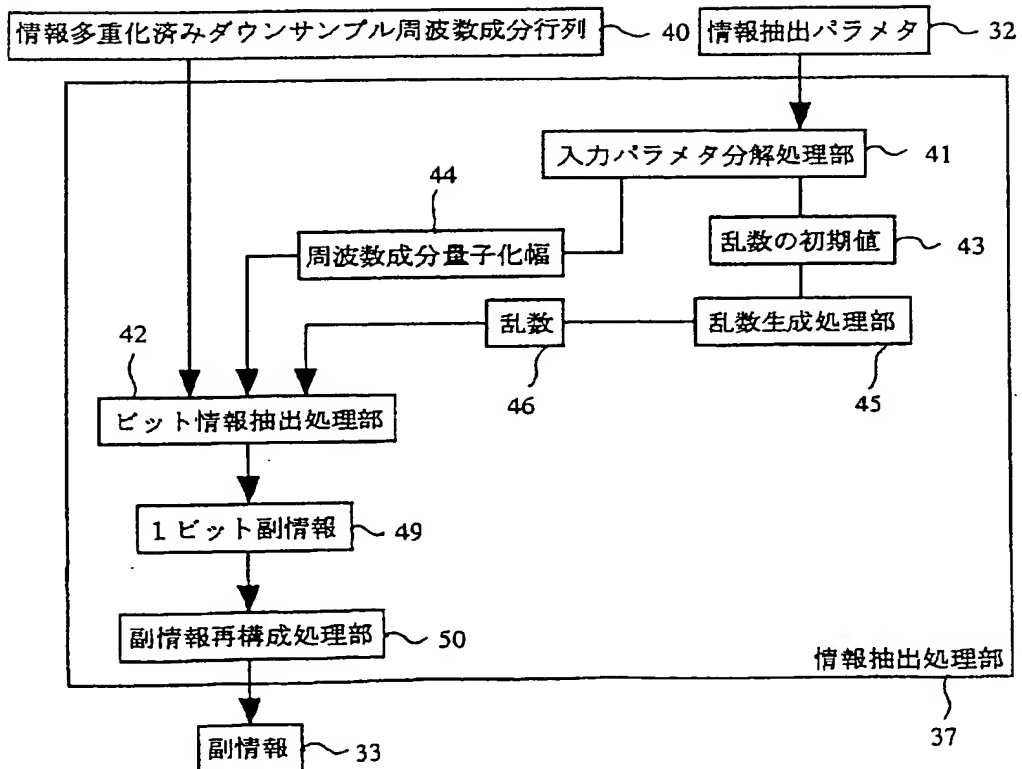 情報多重化済みダウンサンプル周波数成分行列 40 情報抽出パラメタ 32
入力パラメタ分解処理部 41
44
周波数成分量子化幅 乱数の初期値 43
乱数 乱数生成処理部
42 46 45
ビット情報抽出処理部
1ビット副情報 49
副情報再構成処理部 50
情報抽出処理部
副情報 33 37